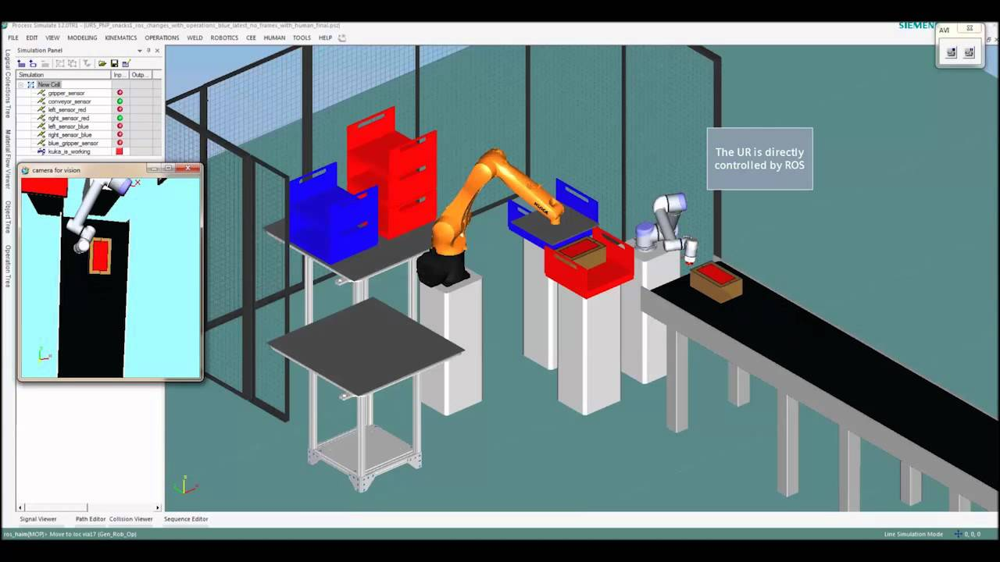 Process Simulate 12.0TR1 - [UR5_PNP_snacks1_ros_changes_with_operations_blue_latest_no_frames_with_human_final.psz]
SIEMEN
FILE EDIT VIEW MODELING KINEMATICS OPERATIONS WELD ROBOTICS CEE HUMAN TOOLS HELP
AVI
Simulation Panel
Simulation Inp... Outp...
New Cell
gripper_sensor
conveyor_sensor
left_sensor_red
right_sensor_red
left_sensor_blue
right_sensor_blue
blue_gripper_sensor
kuka_is_working
Logical Collections Tree
Material Flow Viewer
Object Tree
Operation Tree
camera for vision
KUKA
The UR is directly
controlled by ROS
Signal Viewer Path Editor Collision Viewer Sequence Editor
ros_haim[MOP]> Move to loc via17 (Gen_Rob_Op)
Line Simulation Mode 0, 0, 0